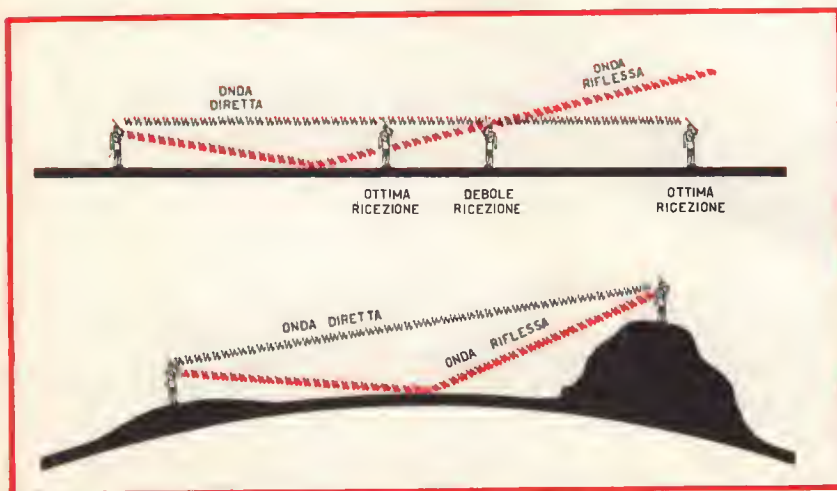 ONDA
DIRETTA
ONDA
RIFLESSA
OTTIMA
RICEZIONE
DEBOLE
RICEZIONE
OTTIMA
RICEZIONE
ONDA DIRETTA
ONDA RIFLESSA